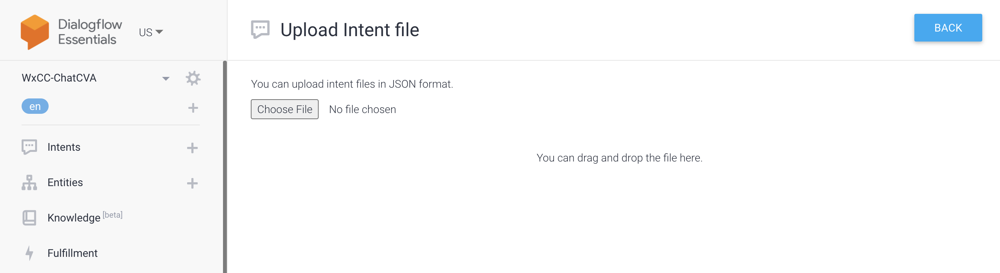 Dialogflow
Essentials
US
WxCC-ChatCVA
en
Intents
Entities
Knowledge [beta]
Fulfillment
Upload Intent file
BACK
You can upload intent files in JSON format.
Choose File No file chosen
You can drag and drop the file here.